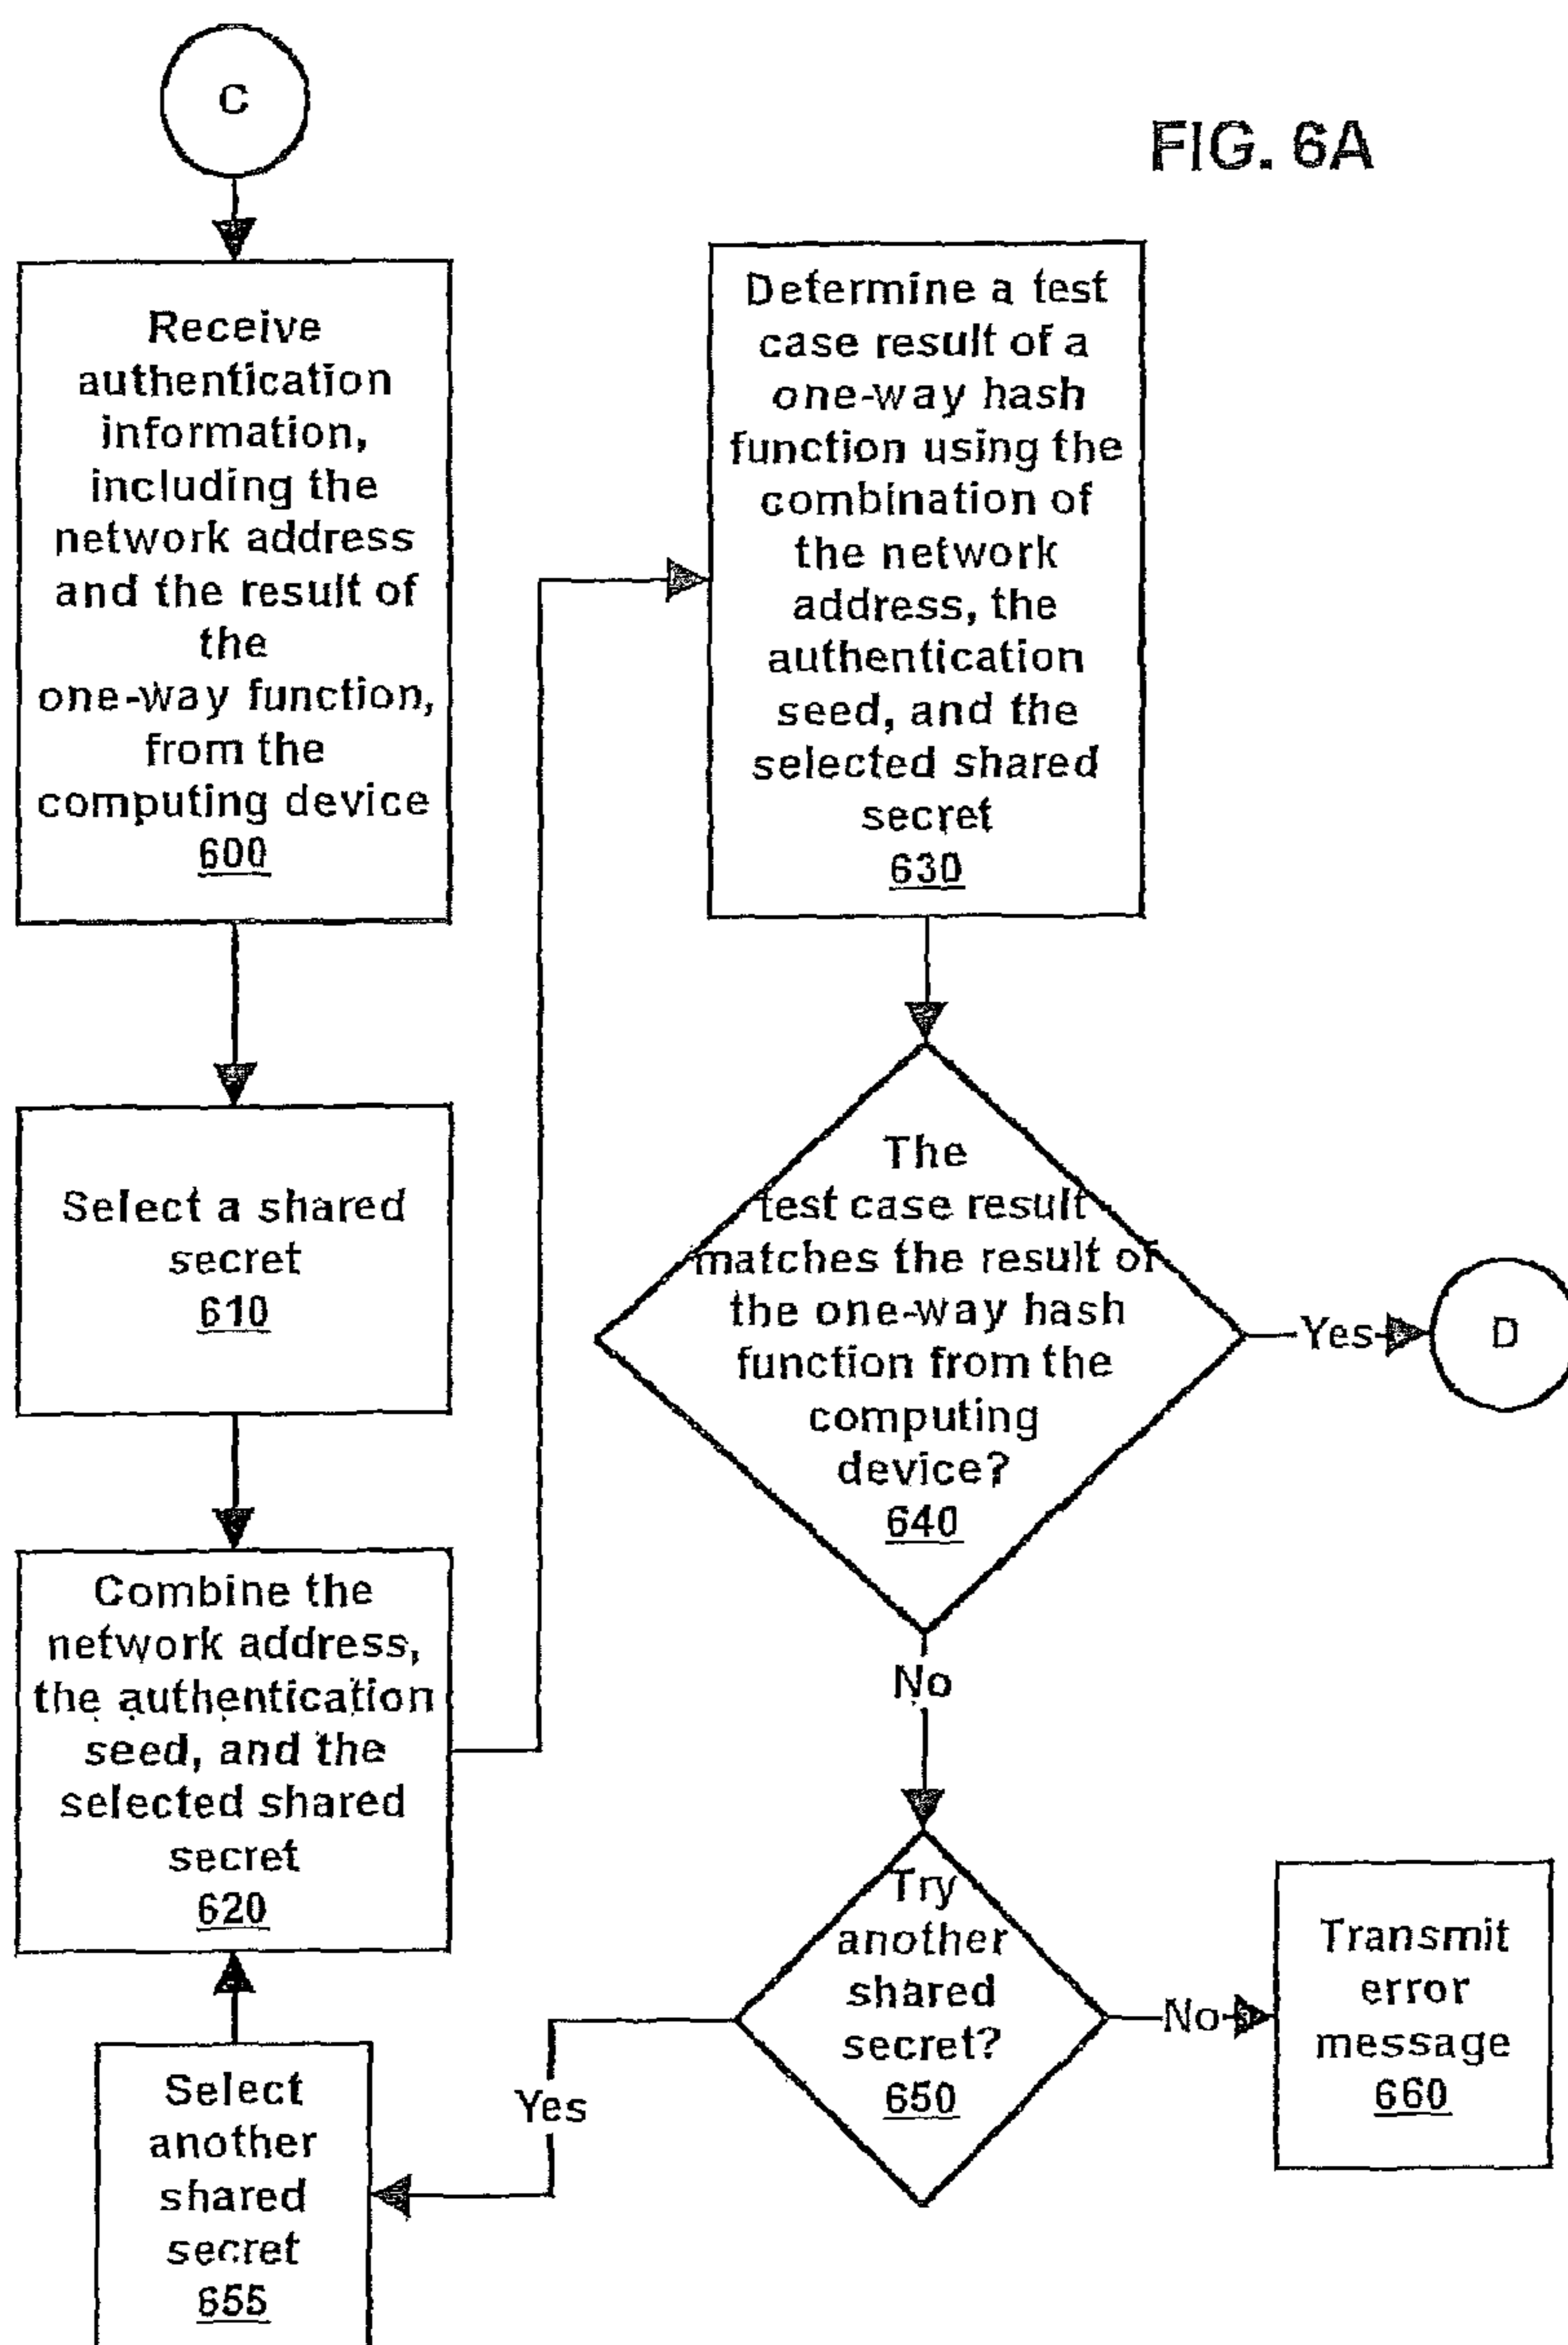 C
FIG. 6A
Receive
authentication
information,
including the
network address
and the result of
the
one-way function,
from the
computing device
600
Select a shared
secret
610
Combine the
network address,
the authentication
seed, and the
selected shared
secret
620
Determine a test
case result of a
one-way hash
function using the
combination of
the network
address, the
authentication
seed, and the
selected shared
secret
630
The
test case result
matches the result of
the one-way hash
function from the
computing
device?
640
Yes
D
No
Try
another
shared
secret?
650
No
Transmit
error
message
660
Yes
Select
another
shared
secret
655